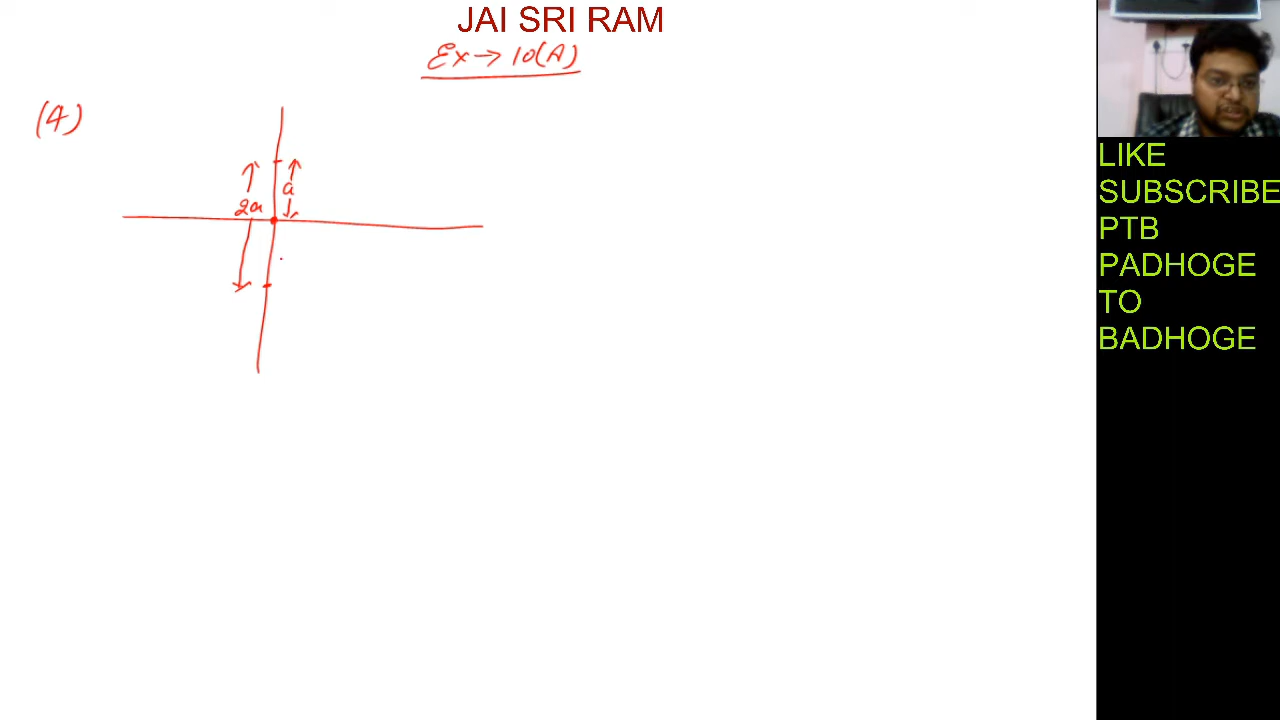 JAI SRI RAM
Ex→10(A)
(4)
a
2a
LIKE
SUBSCRIBE
PTB
PADHOGE
TO
BADHOGE